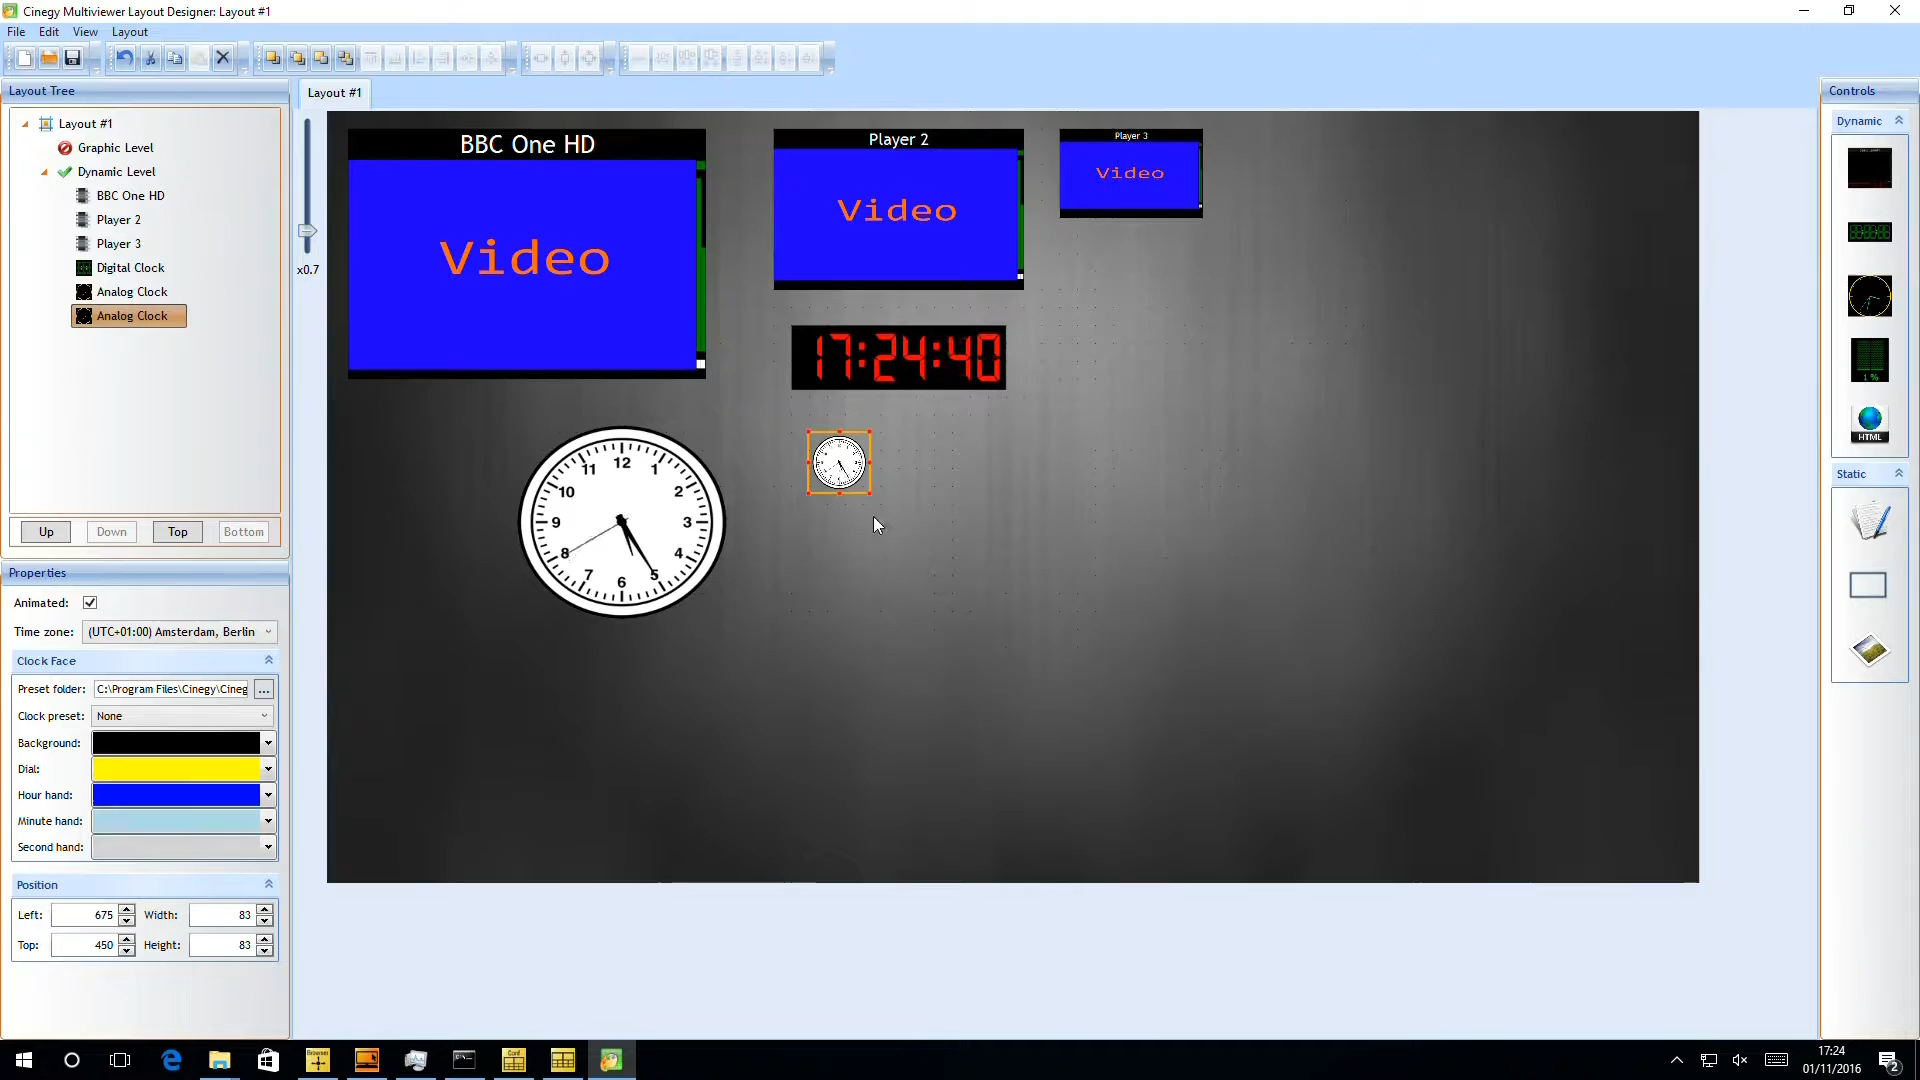 Cinegy Multiviewer Layout Designer: Layout #1
File Edit View Layout
Layout Tree
Layout #1
Graphic Level
Dynamic Level
BBC One HD
Player 2
Player 3
Digital Clock
Analog Clock
Analog Clock
Up Down Top Bottom
Properties
Animated:
Time zone: (UTC+01:00) Amsterdam, Berlin
Clock Face
Preset folder: C:\Program Files\Cinegy\Cineg ...
Clock preset: None
Background:
Dial:
Hour hand:
Minute hand:
Second hand:
Position
Left: 675 Width: 83
Top: 450 Height: 83
Layout #1
x0.7
BBC One HD
Video
Player 2
Video
Player 3
Video
17:24:40
12
11 1
10 2
9 3
8 4
7 5
6
Controls
Dynamic
1 %
HTML
Static
Browser
Conf
17:24
01/11/2016
2